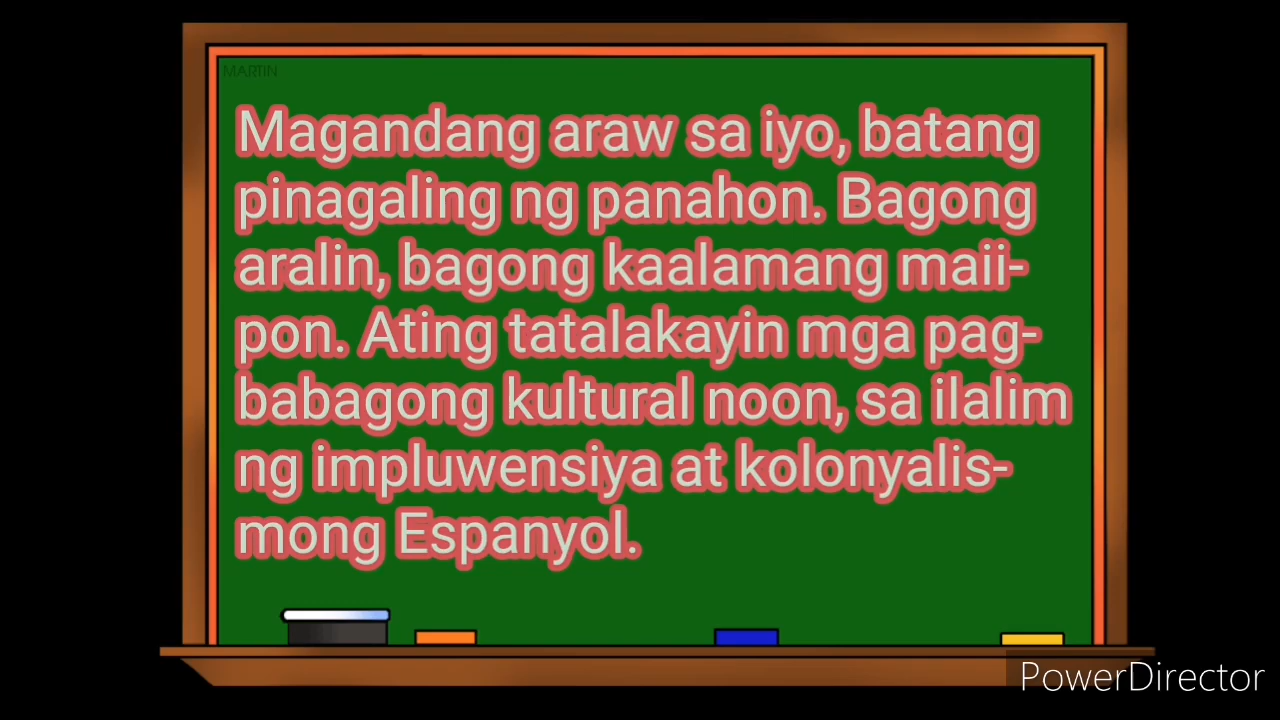 MARTIN
Magandang araw sa iyo, batang
pinagaling ng panahon. Bagong
aralin, bagong kaalamang maii-
pon. Ating tatalakayin mga pag-
babagong kultural noon, sa ilalim
ng impluwensiya at kolonyalis-
mong Espanyol.
PowerDirector